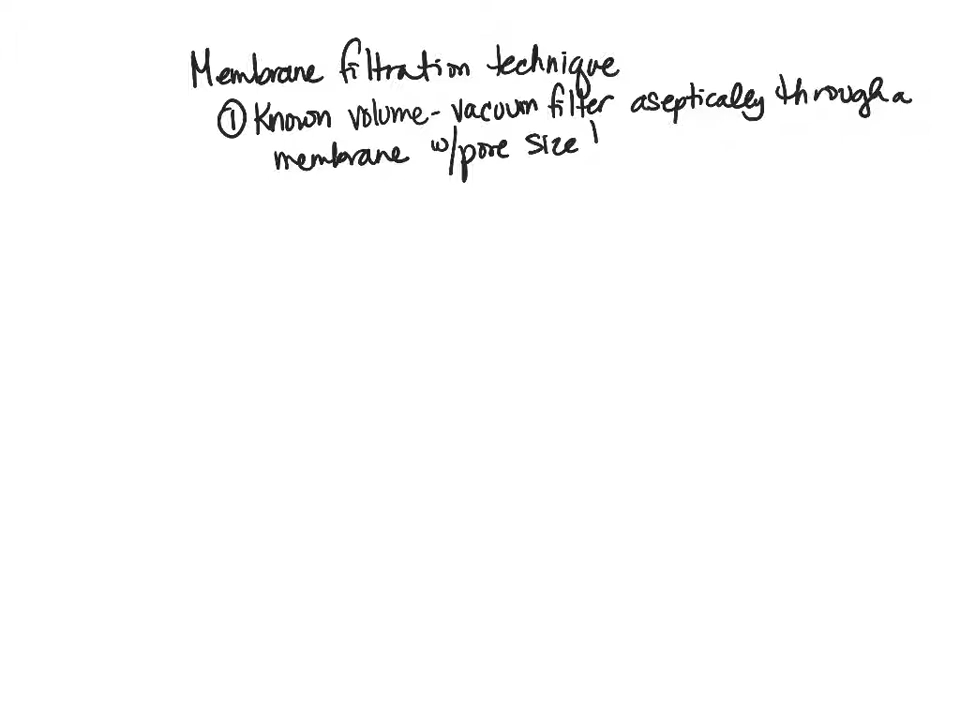 Membrane filtration technique
① Known volume - vacuum filter aseptically through a
membrane w/pore size